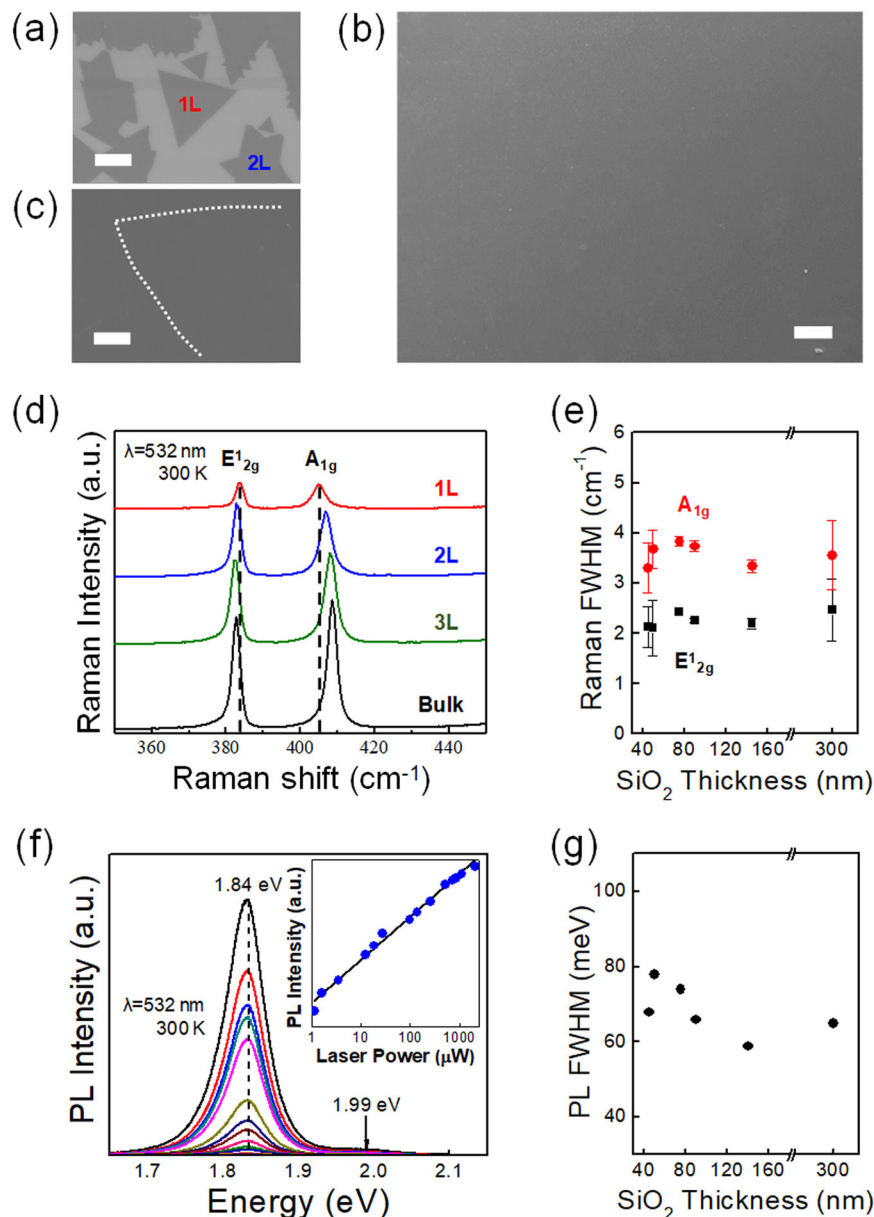 (a)
1L
2L
(b)
(c)
(d)
λ=532 nm
300 K
E¹₂g
A₁g
1L
2L
3L
Bulk
Raman Intensity (a.u.)
360 380 400 420 440
Raman shift (cm⁻¹)
(e)
6
5
4
3
2
1
0
A₁g
E¹₂g
Raman FWHM (cm⁻¹)
40 80 120 160 300
SiO₂ Thickness (nm)
(f)
1.84 eV
λ=532 nm
300 K
1.99 eV
PL Intensity (a.u.)
1.7 1.8 1.9 2.0 2.1
Energy (eV)
PL Intensity (a.u.)
1 10 100 1000
Laser Power (μW)
(g)
100
80
60
40
PL FWHM (meV)
40 80 120 160 300
SiO₂ Thickness (nm)